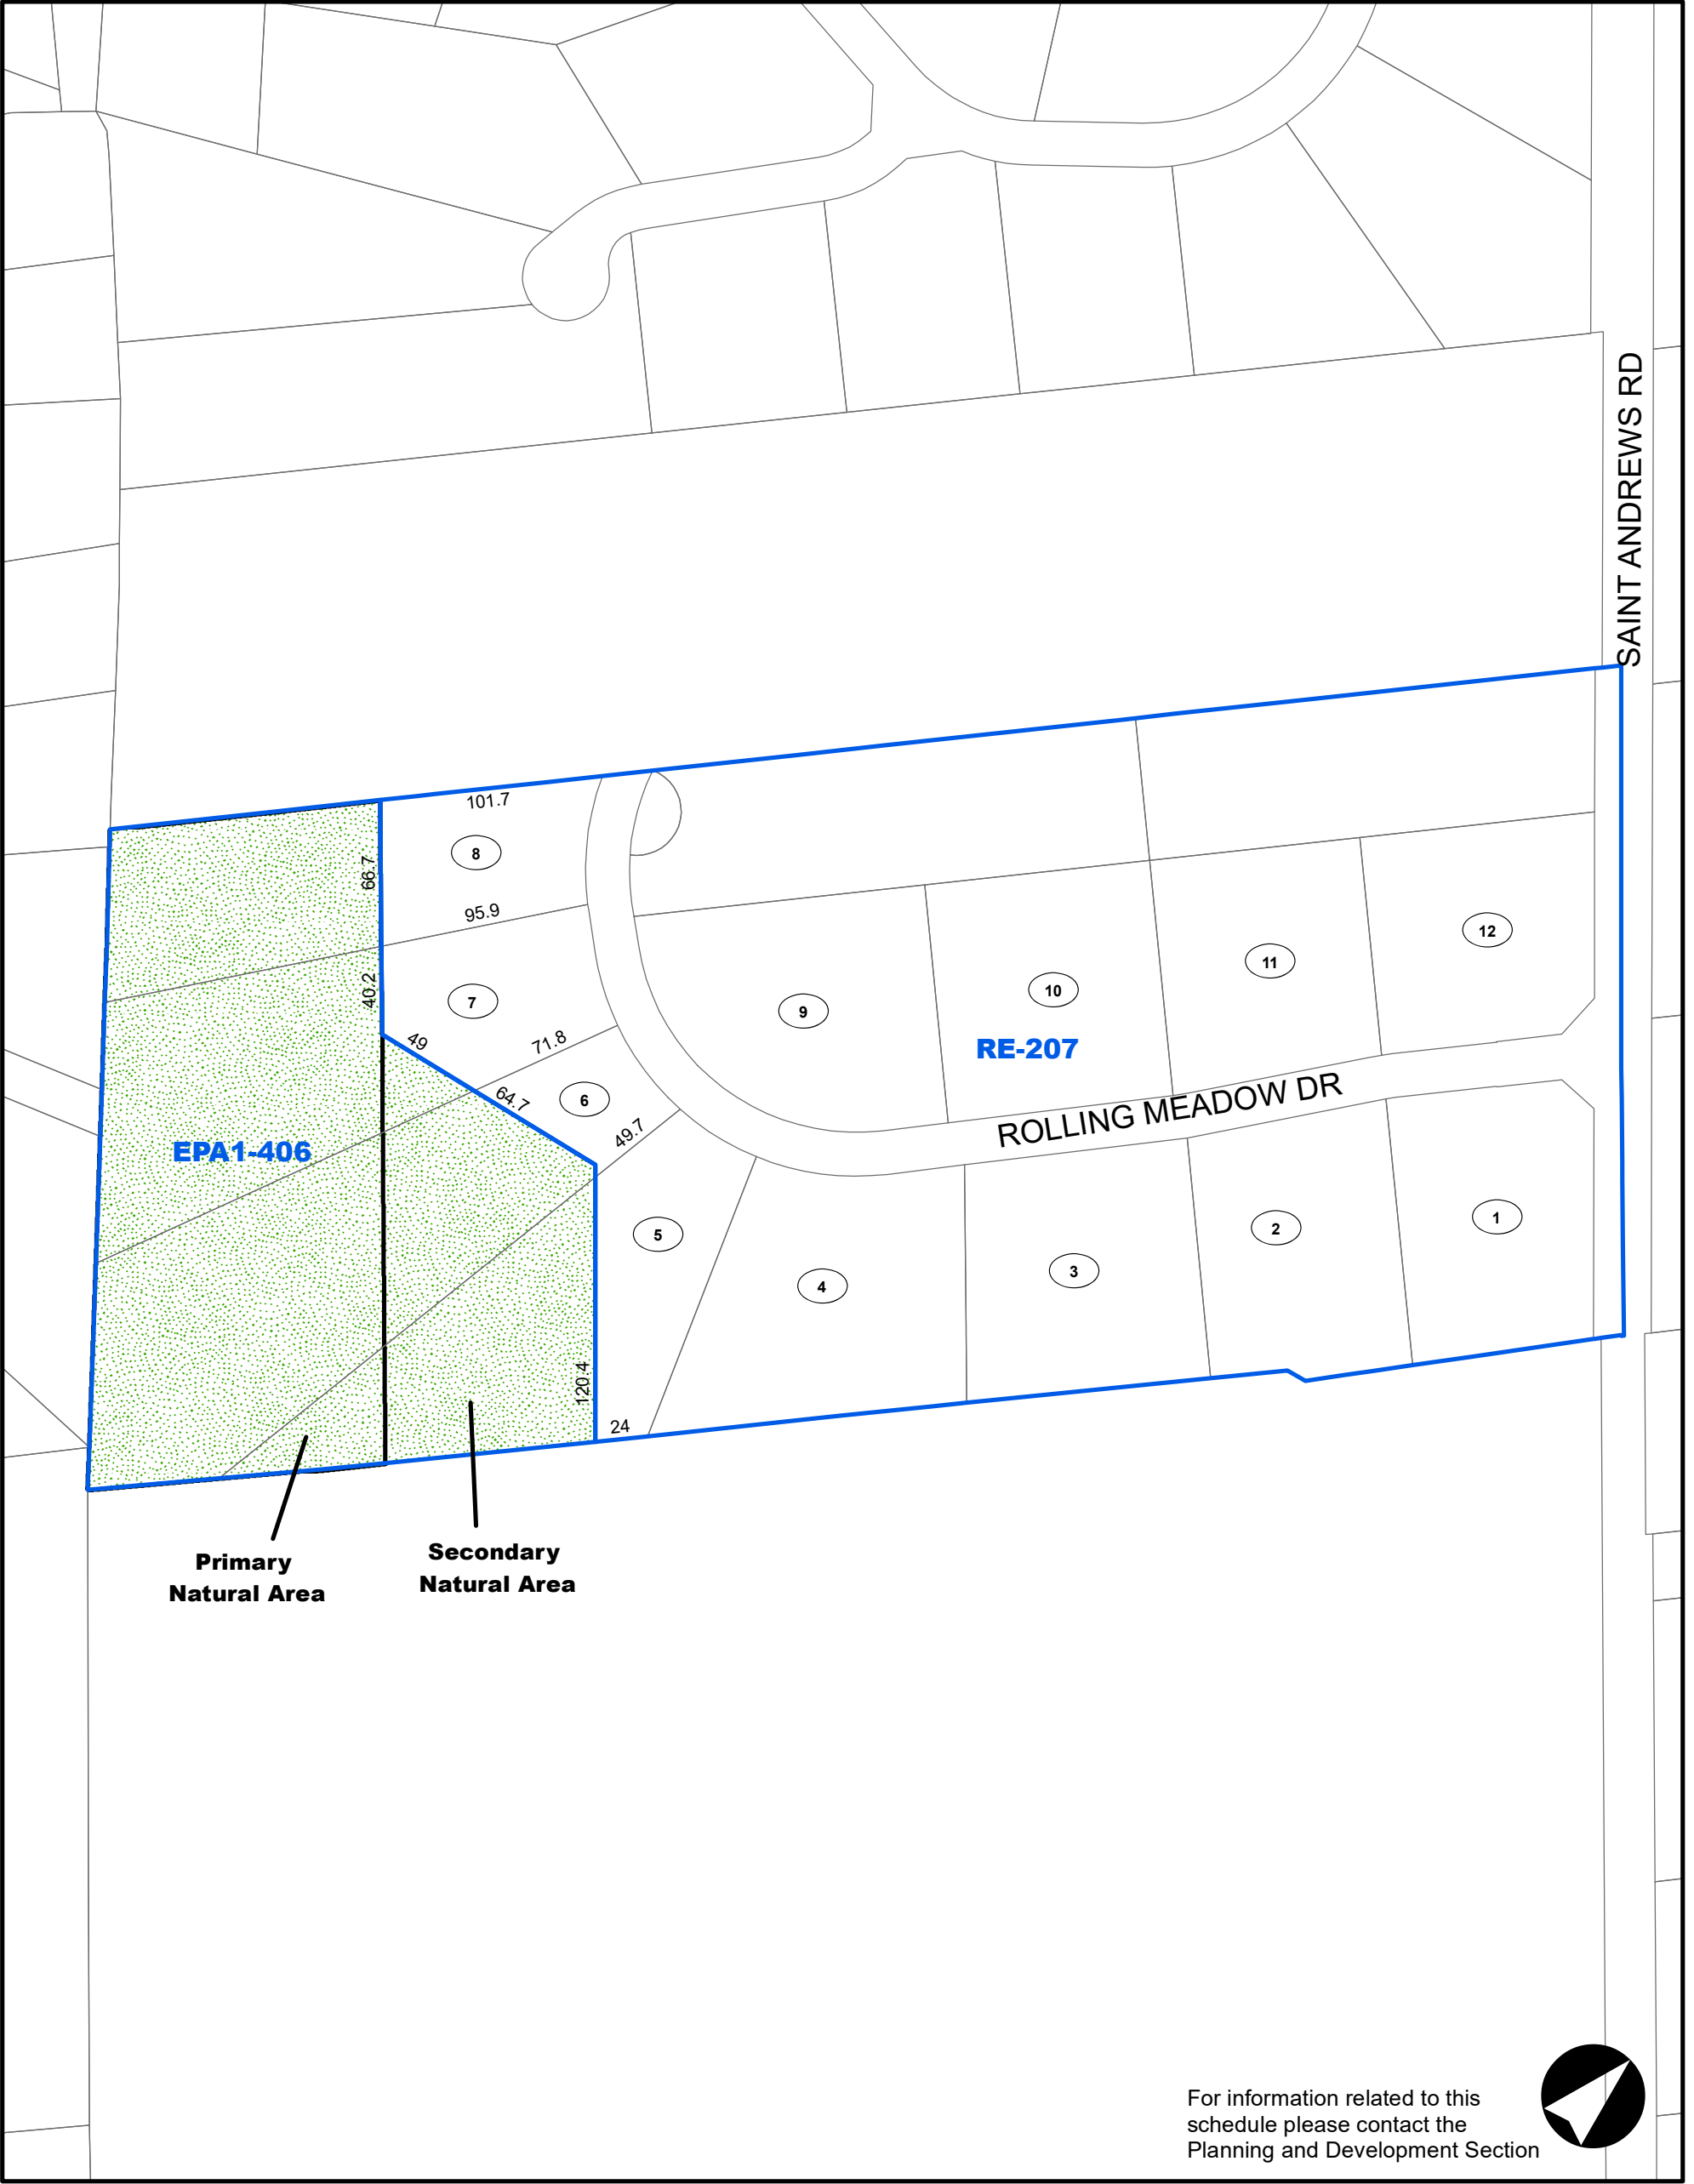 SAINT ANDREWS RD
101.7
8
66.7
95.9
12
11
40.2
10
7
9
49
71.8
RE-207
64.7
6
ROLLING MEADOW DR
49.7
EPA1-406
1
2
5
3
4
120.4
24
Primary
Natural Area
Secondary
Natural Area
For information related to this
schedule please contact the
Planning and Development Section